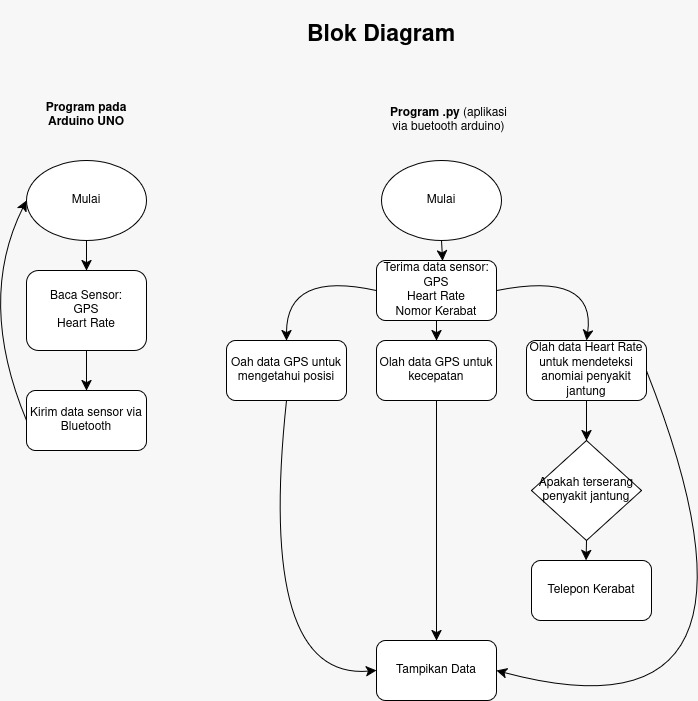 Blok Diagram
Program pada
Arduino UNO
Mulai
Baca Sensor:
GPS
Heart Rate
Kirim data sensor via
Bluetooth
Program .py (aplikasi
via buetooth arduino)
Mulai
Terima data sensor:
GPS
Heart Rate
Nomor Kerabat
Oah data GPS untuk
mengetahui posisi
Olah data GPS untuk
kecepatan
Olah data Heart Rate
untuk mendeteksi
anomiai penyakit
jantung
Apakah terserang
penyakit jantung
Telepon Kerabat
Tampikan Data